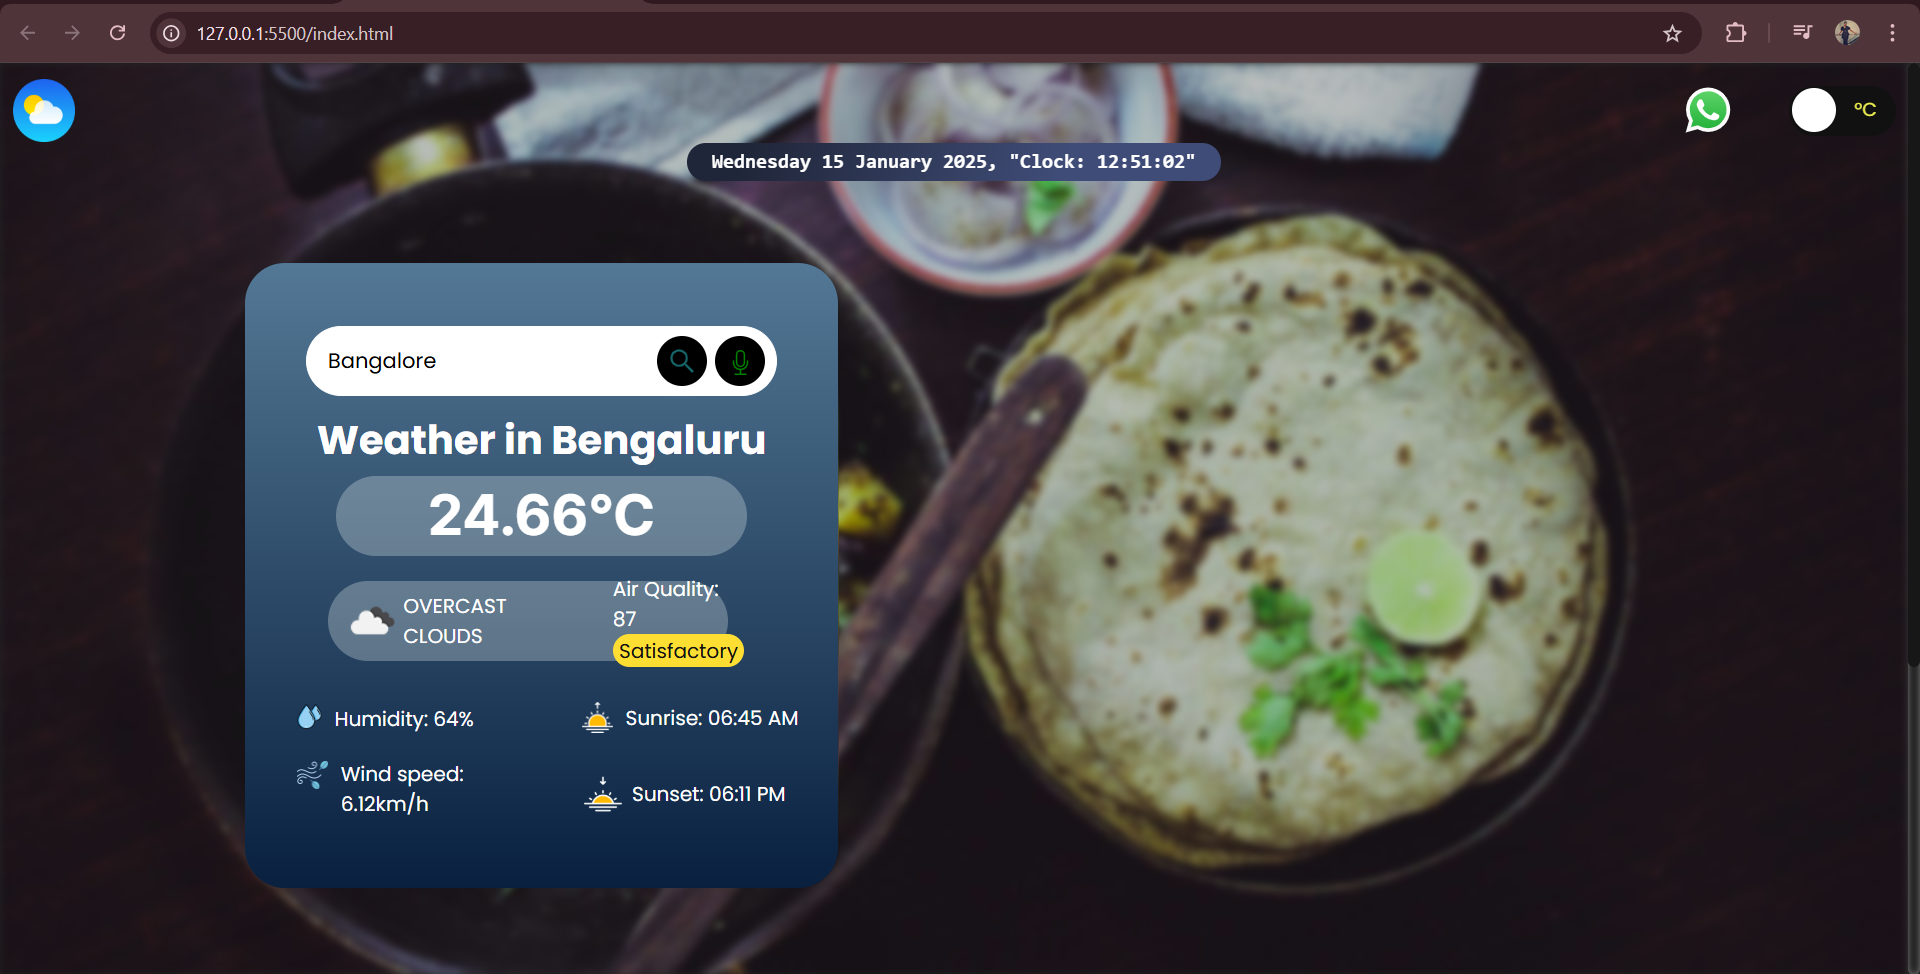 127.0.0.1:5500/index.html
°C
Wednesday 15 January 2025, "Clock: 12:51:02"
Bangalore
Weather in Bengaluru
24.66°C
OVERCAST
CLOUDS
Air Quality:
87
Satisfactory
Humidity: 64%
Sunrise: 06:45 AM
Wind speed:
6.12km/h
Sunset: 06:11 PM